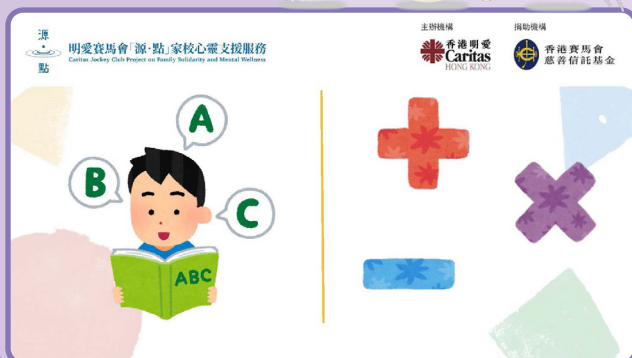 源
點
明愛賽馬會「源·點」家校心靈支援服務
Caritas Jockey Club Project on Family Solidarity and Mental Wellness
主辦機構
香港明愛
Caritas
HONG KONG
捐助機構
香港賽馬會
慈善信託基金
A
B
C
ABC